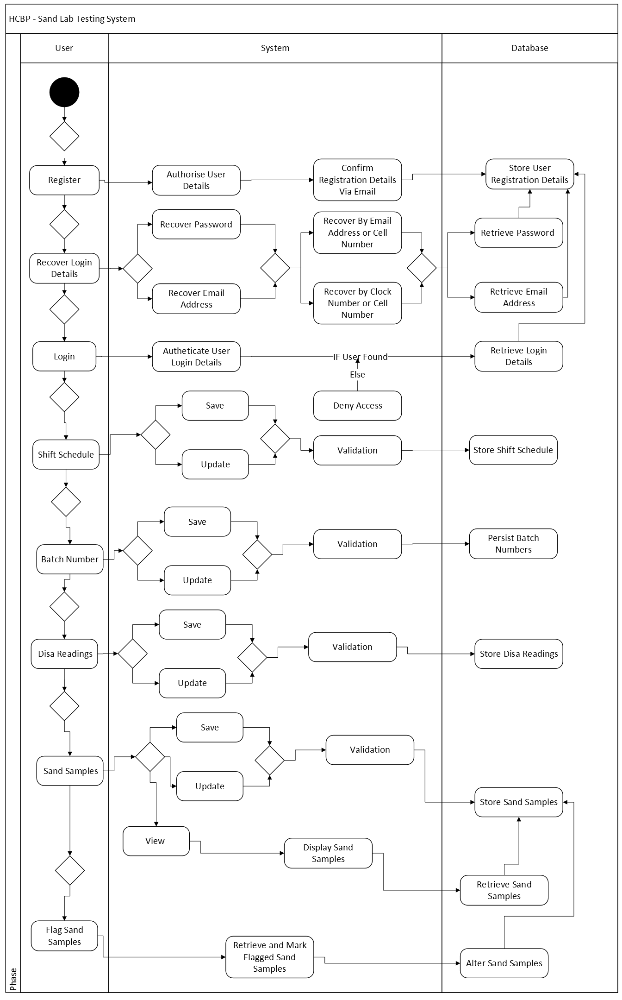 HCBP - Sand Lab Testing System
User
System
Database
Register
Authorise User
Details
Confirm
Registration Details
Via Email
Store User
Registration Details
Recover Password
Recover By Email
Address or Cell
Number
Retrieve Password
Recover Login
Details
Recover Email
Address
Recover by Clock
Number or Cell
Number
Retrieve Email
Address
Login
Autheticate User
Login Details
IF User Found
Retrieve Login
Details
Else
Save
Deny Access
Shift Schedule
Update
Validation
Store Shift Schedule
Save
Batch Number
Update
Validation
Persist Batch
Numbers
Save
Disa Readings
Update
Validation
Store Disa Readings
Save
Sand Samples
Update
Validation
Store Sand Samples
View
Display Sand
Samples
Retrieve Sand
Samples
Flag Sand
Samples
Retrieve and Mark
Flagged Sand
Samples
Alter Sand Samples
Phase